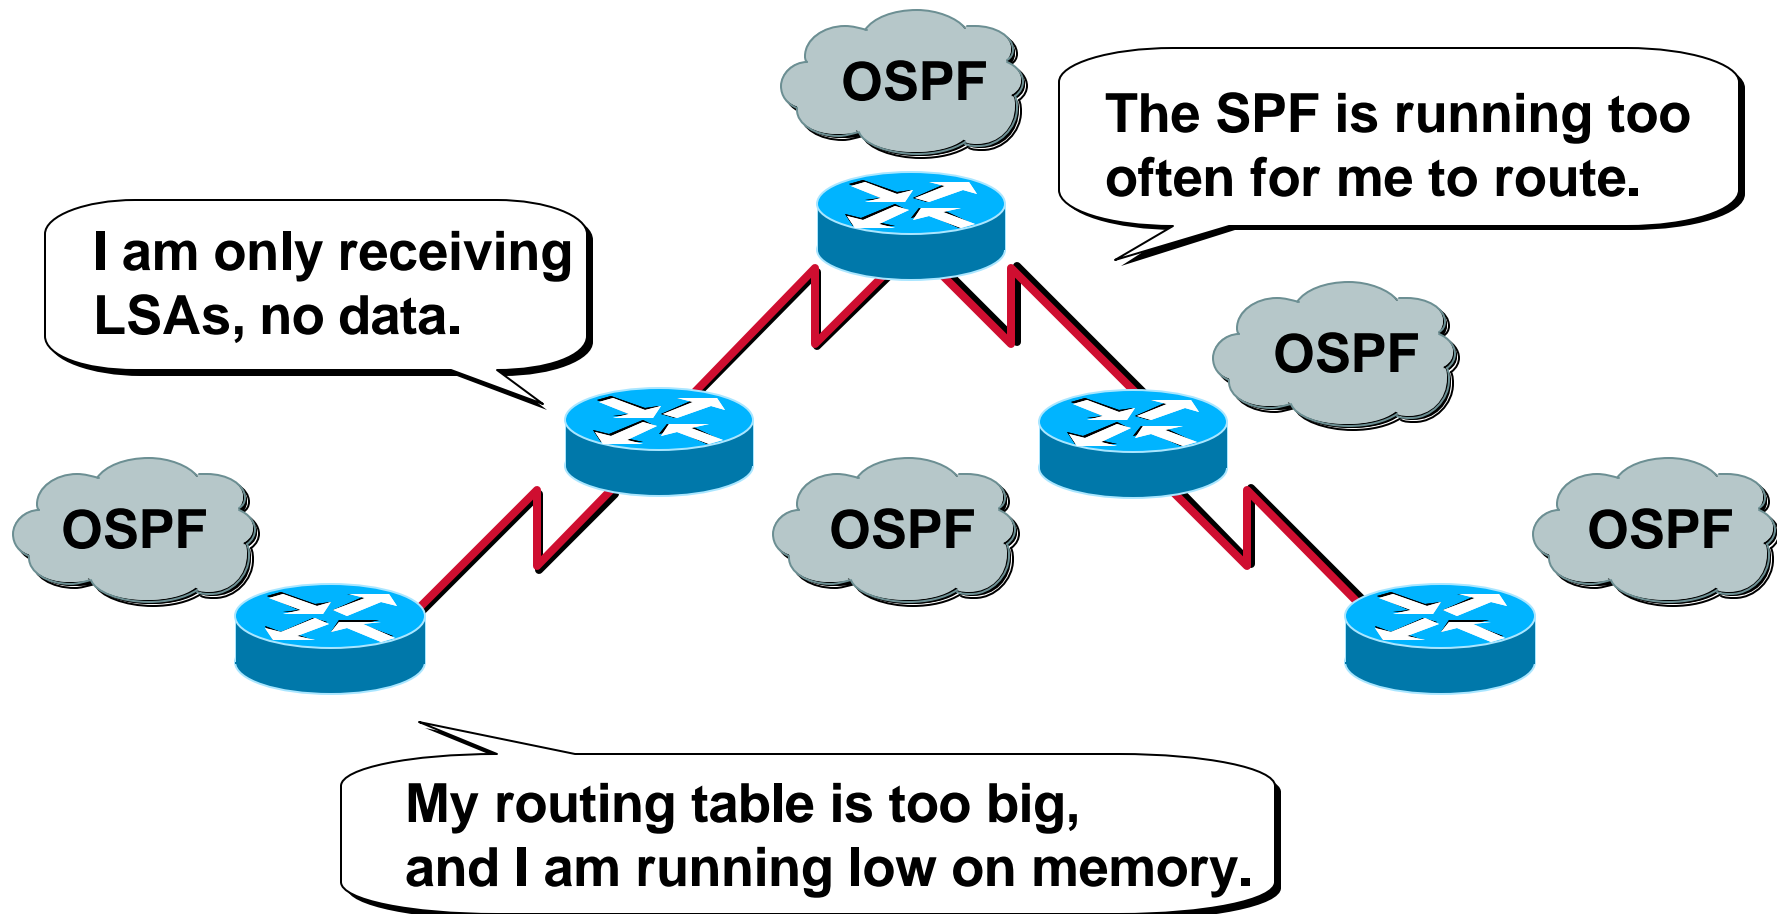 OSPF
The SPF is running too
often for me to route.
I am only receiving
LSAs, no data.
OSPF
OSPF
OSPF
OSPF
My routing table is too big,
and I am running low on memory.